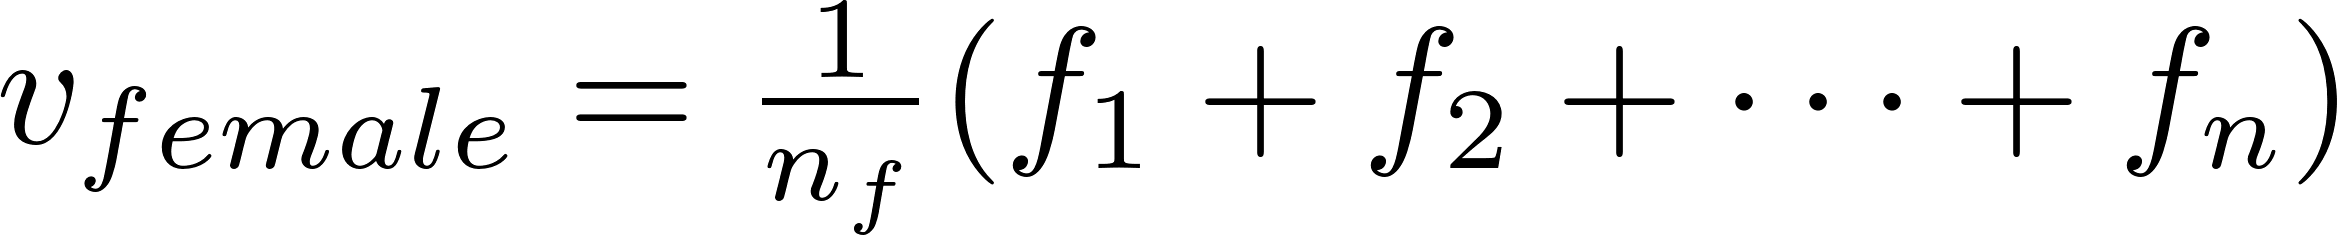 v_{female} = \frac{1}{n_f}(f_1 + f_2 + \cdots + f_n)